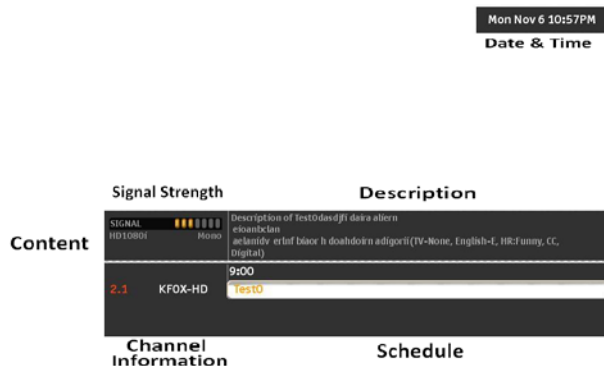 Mon Nov 6 10:57PM
Date & Time
Signal Strength
Description
SIGNAL
HD1080i
Mono
Description of Test0dasdjfi daira aliern
eioanbclan
aelanidv erinf biaor h doahdoirn adigorii(TV-None, English-E, HR:Funny, CC,
Digital)
Content
9:00
2.1
KFOX-HD
Test0
Channel
Information
Schedule